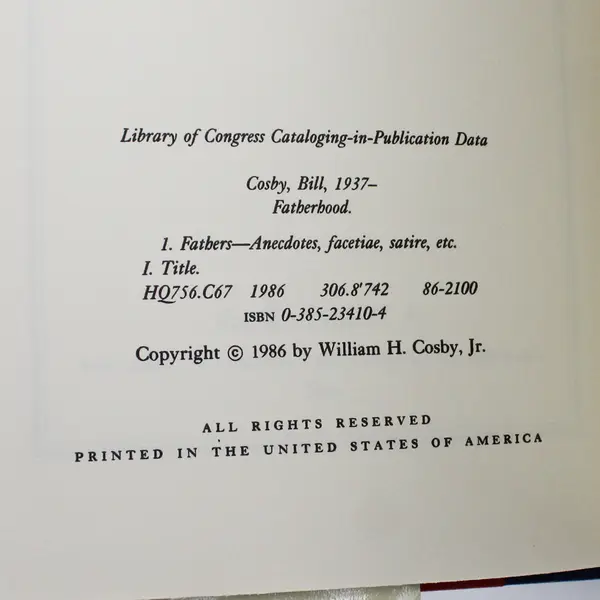 Library of Congress Cataloging-in-Publication Data
Cosby, Bill, 1937–
Fatherhood.
1. Fathers—Anecdotes, facetiae, satire, etc.
I. Title.
HQ756.C67 1986 306.8'742 86-2100
ISBN 0-385-23410-4
Copyright © 1986 by William H. Cosby, Jr.
ALL RIGHTS RESERVED
PRINTED IN THE UNITED STATES OF AMERICA